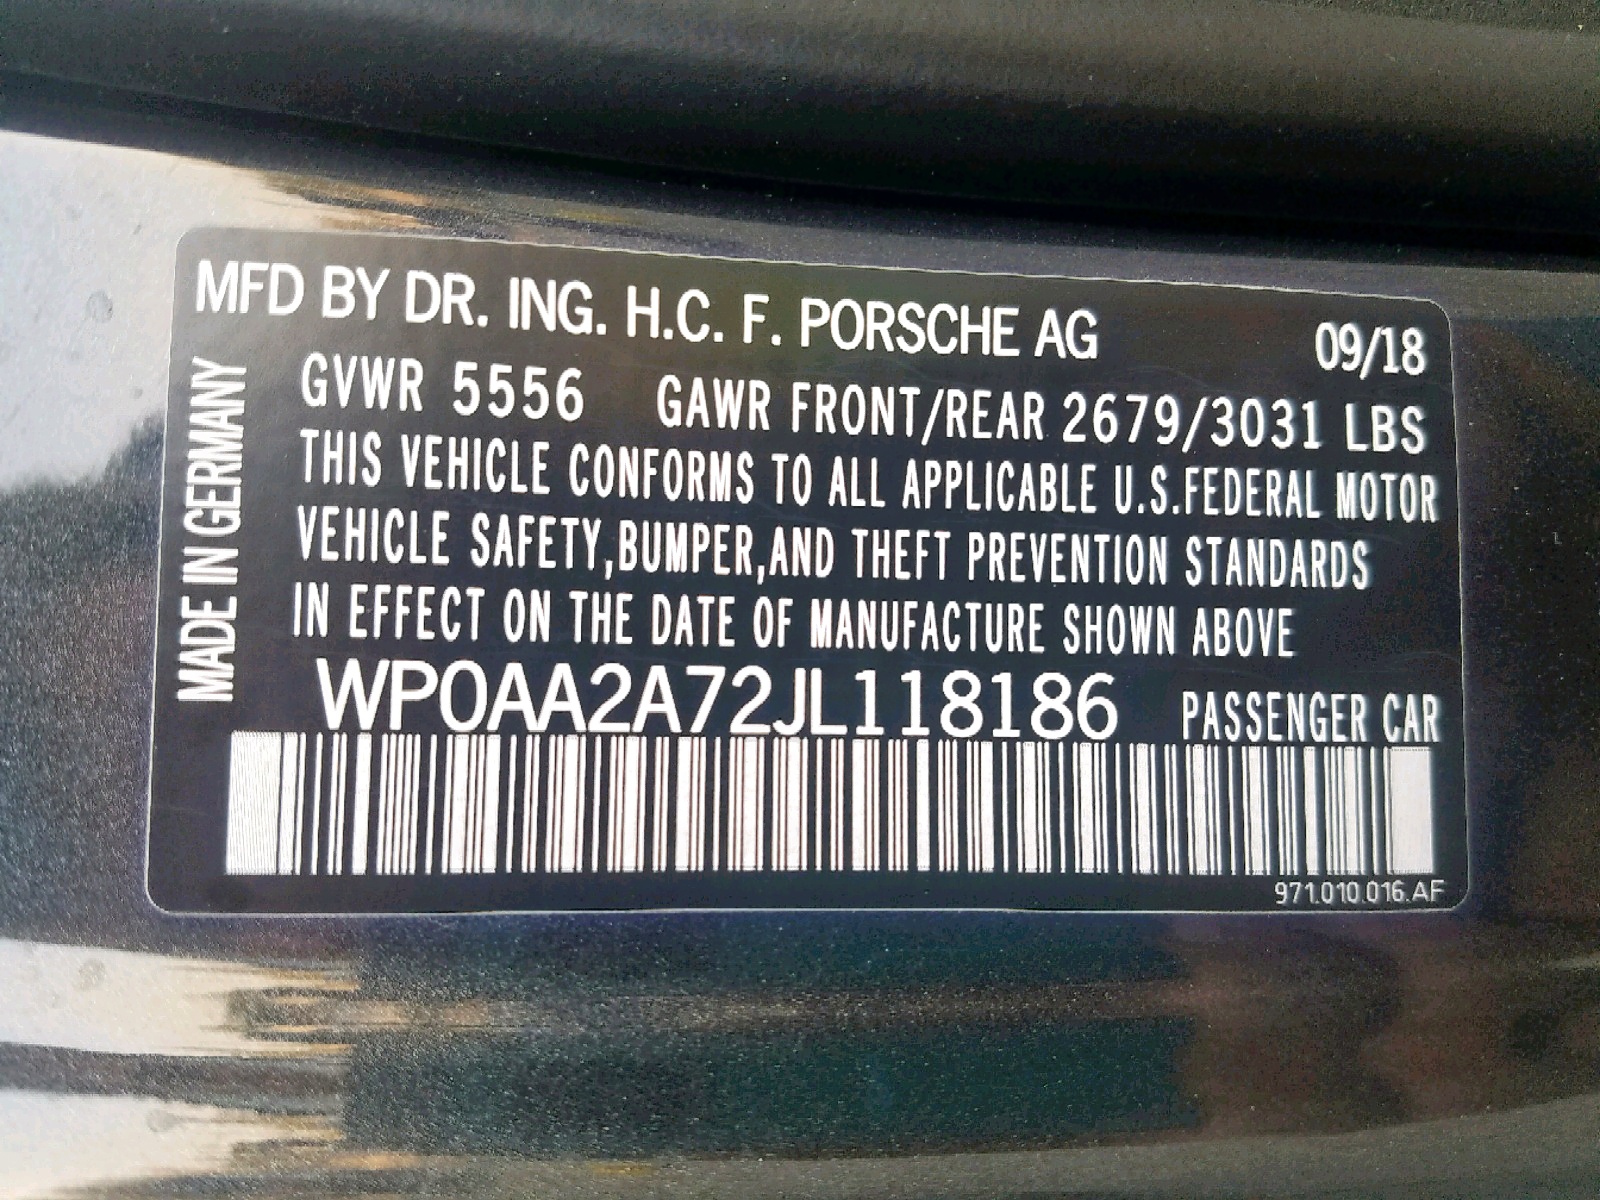 MFD BY DR. ING. H.C. F. PORSCHE AG 09/18
MADE IN GERMANY
GVWR 5556 GAWR FRONT/REAR 2679/3031 LBS
THIS VEHICLE CONFORMS TO ALL APPLICABLE U.S.FEDERAL MOTOR
VEHICLE SAFETY,BUMPER,AND THEFT PREVENTION STANDARDS
IN EFFECT ON THE DATE OF MANUFACTURE SHOWN ABOVE
WP0AA2A72JL118186 PASSENGER CAR
971.010.016.AF